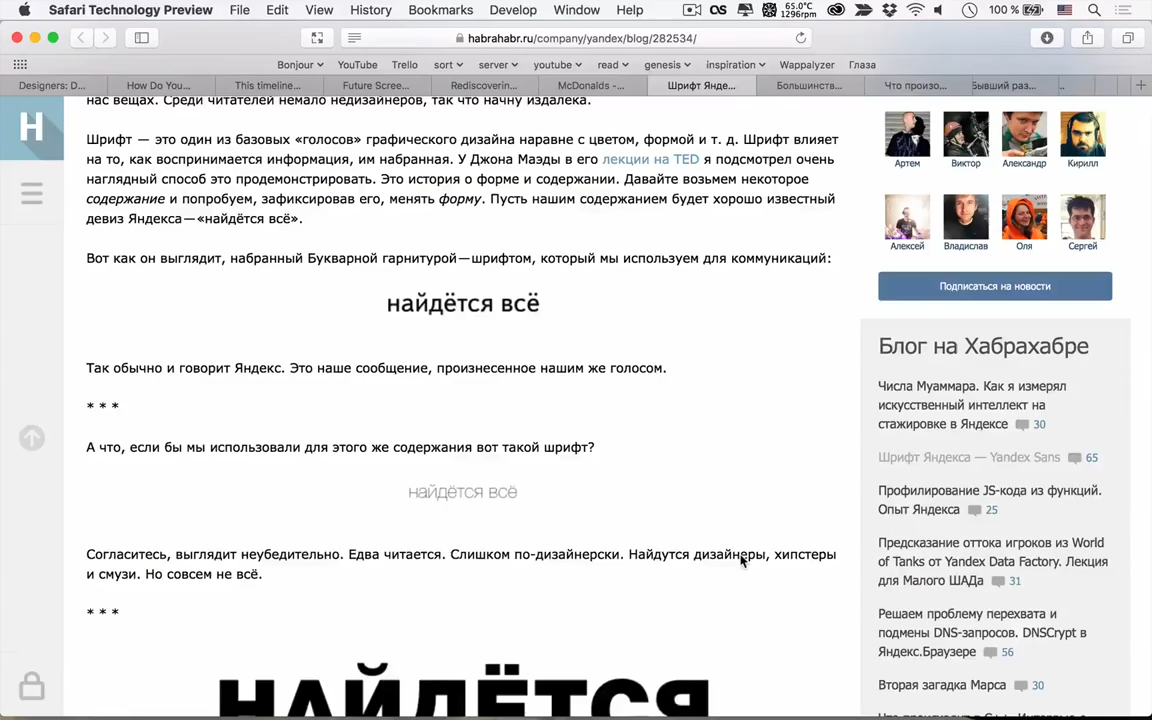 Safari Technology Preview File Edit View History Bookmarks Develop Window Help
65.0°C
1296rpm
100 %
habrahabr.ru/company/yandex/blog/282534/
Bonjour YouTube Trello sort server youtube read genesis inspiration Wappalyzer Глаза
Designers: D... How Do You... This timeline... Future Scree... Rediscoverin... McDonalds -... Шрифт Янде... Большинств... Что произо... Бывший раз...
H
нас вещах. Среди читателей немало недизайнеров, так что начну издалека.
Шрифт — это один из базовых «голосов» графического дизайна наравне с цветом, формой и т. д. Шрифт влияет
на то, как воспринимается информация, им набранная. У Джона Маэды в его лекции на TED я подсмотрел очень
наглядный способ это продемонстрировать. Это история о форме и содержании. Давайте возьмем некоторое
содержание и попробуем, зафиксировав его, менять форму. Пусть нашим содержанием будет хорошо известный
девиз Яндекса—«найдётся всё».
Вот как он выглядит, набранный Букварной гарнитурой—шрифтом, который мы используем для коммуникаций:
найдётся всё
Так обычно и говорит Яндекс. Это наше сообщение, произнесенное нашим же голосом.
* * *
А что, если бы мы использовали для этого же содержания вот такой шрифт?
найдётся всё
Согласитесь, выглядит неубедительно. Едва читается. Слишком по-дизайнерски. Найдутся дизайнеры, хипстеры
и смузи. Но совсем не всё.
* * *
НАЙДЁТСЯ
Артем Виктор Александр Кирилл
Алексей Владислав Оля Сергей
Подписаться на новости
Блог на Хабрахабре
Числа Муаммара. Как я измерял
искусственный интеллект на
стажировке в Яндексе 30
Шрифт Яндекса — Yandex Sans 65
Профилирование JS-кода из функций.
Опыт Яндекса 25
Предсказание оттока игроков из World
of Tanks от Yandex Data Factory. Лекция
для Малого ШАДа 31
Решаем проблему перехвата и
подмены DNS-запросов. DNSCrypt в
Яндекс.Браузере 56
Вторая загадка Марса 30